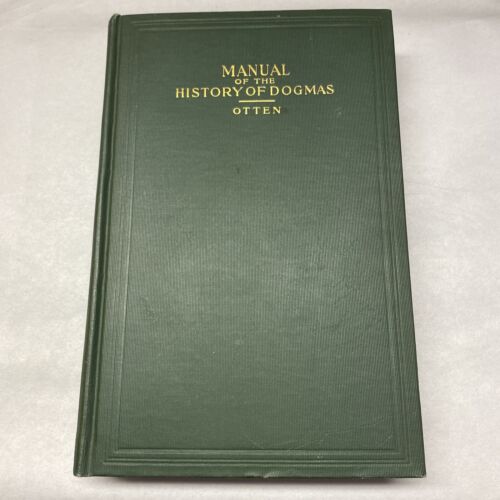 MANUAL
OF THE
HISTORY OF DOGMAS
OTTEN